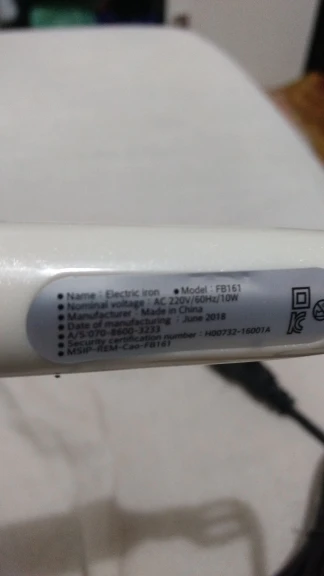 • Name : Electric iron • Model : FB161
• Nominal voltage : AC 220V/60Hz/10W
• Manufacturer : Made in China
• Date of manufacturing : June 2018
• A/S:070-8600-3233
• Security certification number : H00732-16001A
• MSIP-REM-Cao-FB161